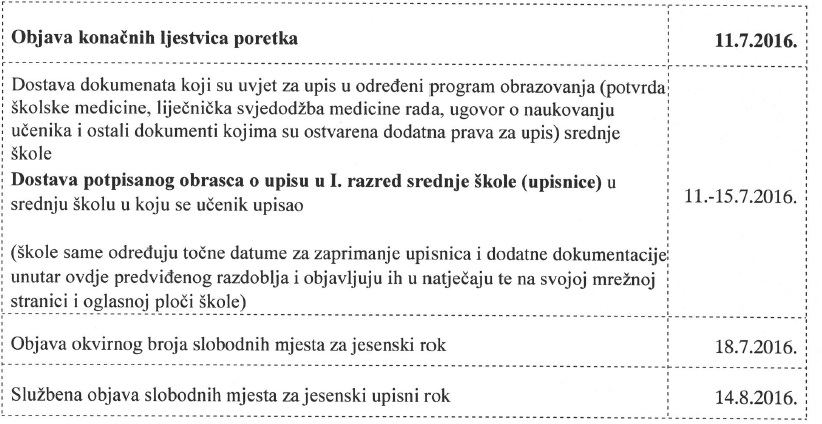 Objava konačnih ljestvica poretka
11.7.2016.
Dostava dokumenata koji su uvjet za upis u određeni program obrazovanja (potvrda
školske medicine, liječnička svjedodžba medicine rada, ugovor o naukovanju
učenika i ostali dokumenti kojima su ostvarena dodatna prava za upis) srednje
škole
Dostava potpisanog obrasca o upisu u I. razred srednje škole (upisnice) u
srednju školu u koju se učenik upisao
(škole same određuju točne datume za zaprimanje upisnica i dodatne dokumentacije
unutar ovdje predviđenog razdoblja i objavljuju ih u natječaju te na svojoj mrežnoj
stranici i oglasnoj ploči škole)
11.-15.7.2016.
Objava okvirnog broja slobodnih mjesta za jesenski rok
18.7.2016.
Službena objava slobodnih mjesta za jesenski upisni rok
14.8.2016.